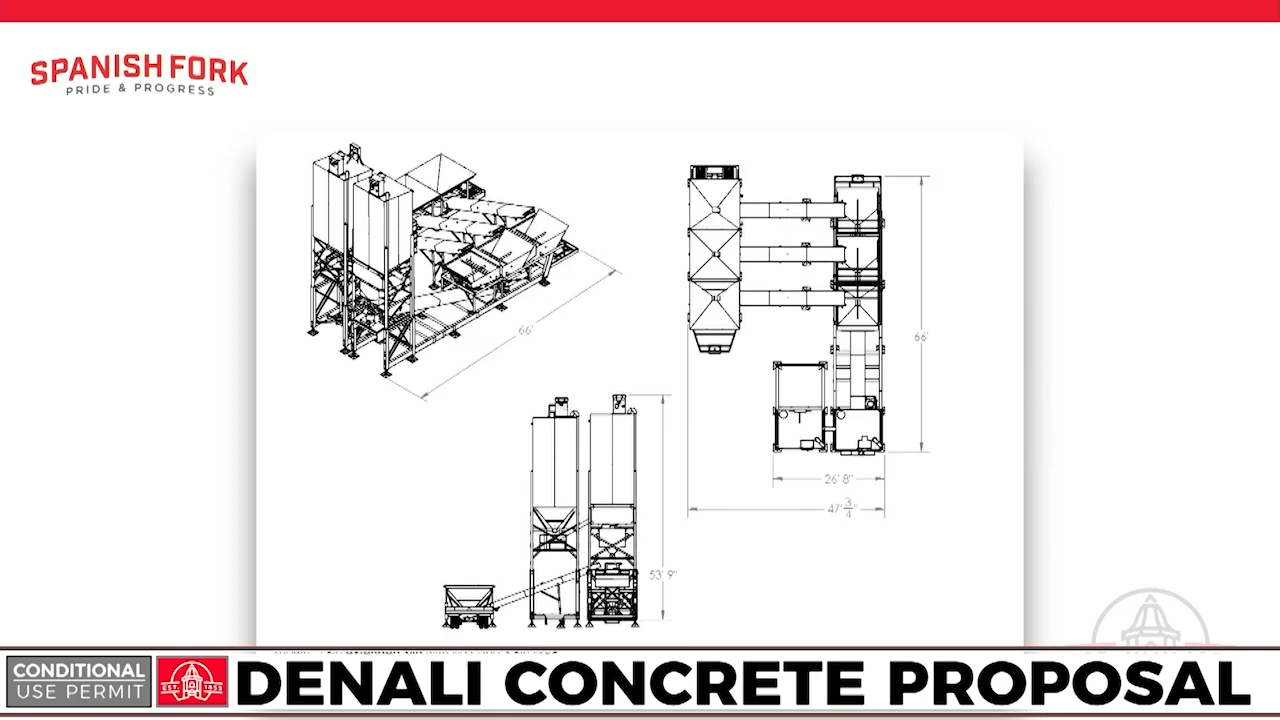 SPANISH FORK
PRIDE & PROGRESS
66'
66'
26' 8"
47' 3/4"
53' 9"
CONDITIONAL
USE PERMIT
EST. 1853
DENALI CONCRETE PROPOSAL